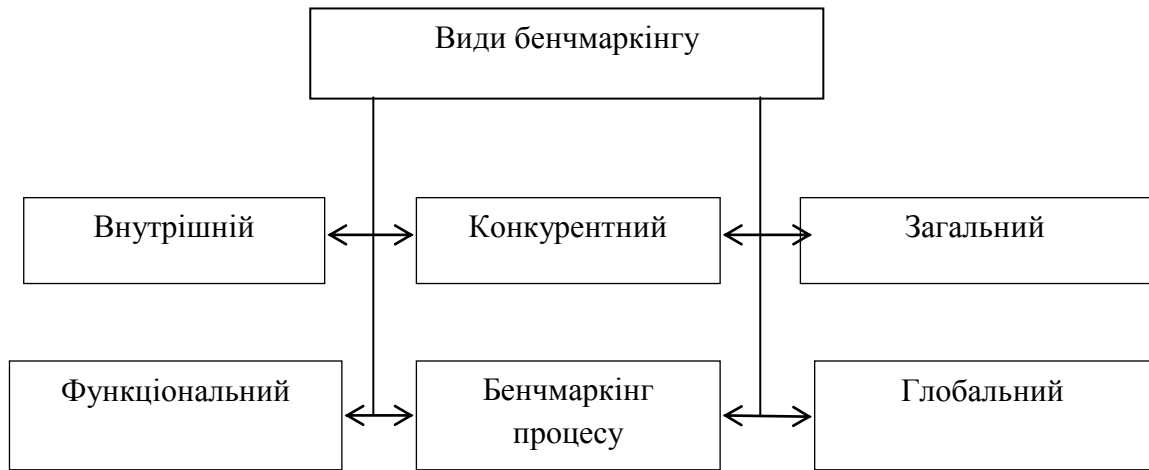 Види бенчмаркінгу
Внутрішній
Конкурентний
Загальний
Функціональний
Бенчмаркінг
процесу
Глобальний